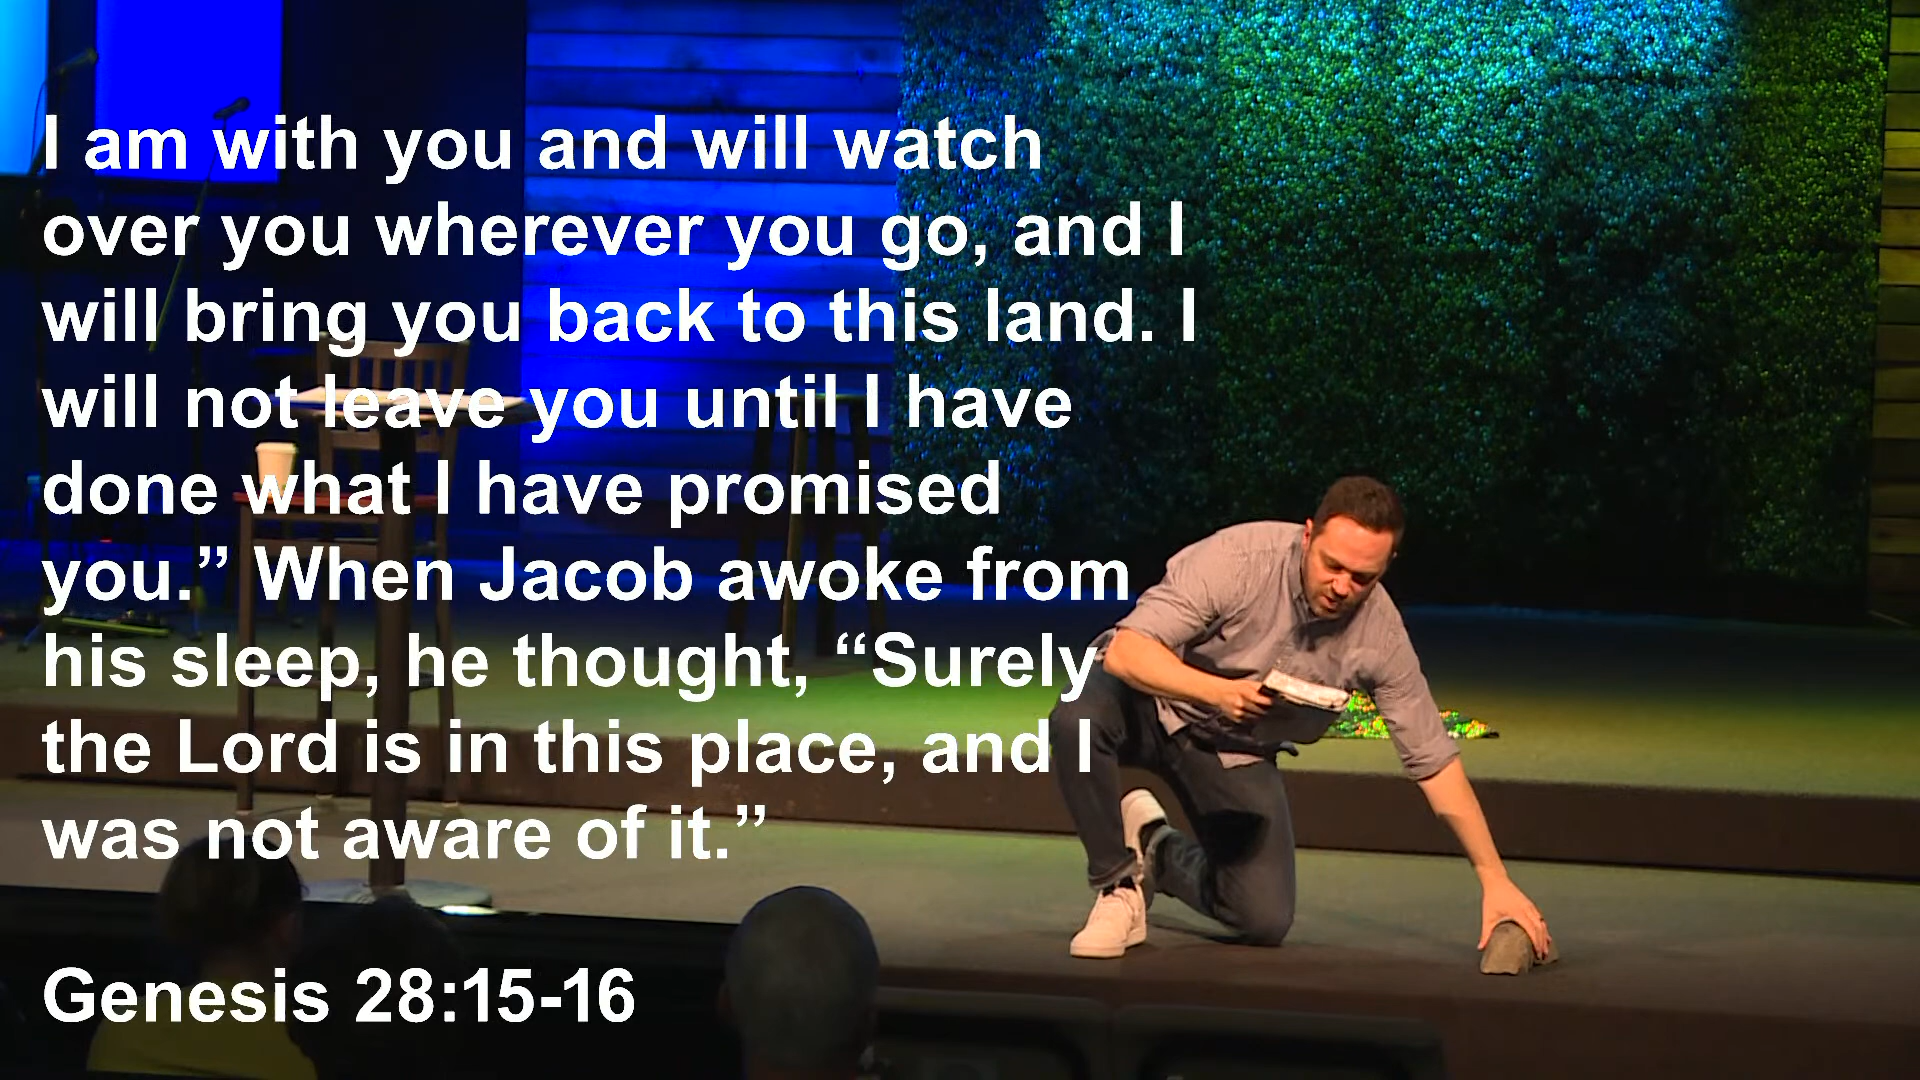 I am with you and will watch
over you wherever you go, and I
will bring you back to this land. I
will not leave you until I have
done what I have promised
you.” When Jacob awoke from
his sleep, he thought, “Surely
the Lord is in this place, and I
was not aware of it.”
Genesis 28:15-16